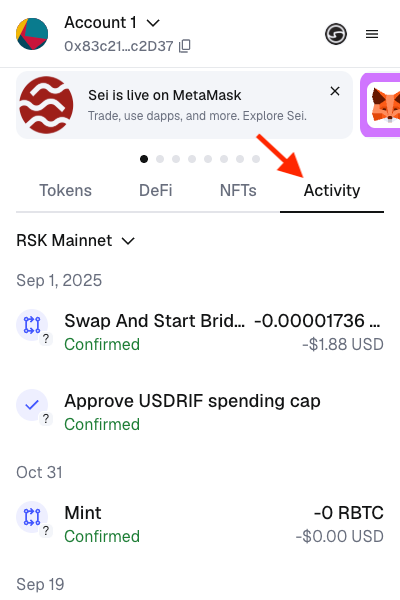 Account 1
0x83c21...c2D37
Sei is live on MetaMask
Trade, use dapps, and more. Explore Sei.
Tokens DeFi NFTs Activity
RSK Mainnet
Sep 1, 2025
Swap And Start Brid... -0.00001736 ...
? Confirmed -$1.88 USD
Approve USDRIF spending cap
? Confirmed
Oct 31
Mint -0 RBTC
? Confirmed -$0.00 USD
Sep 19